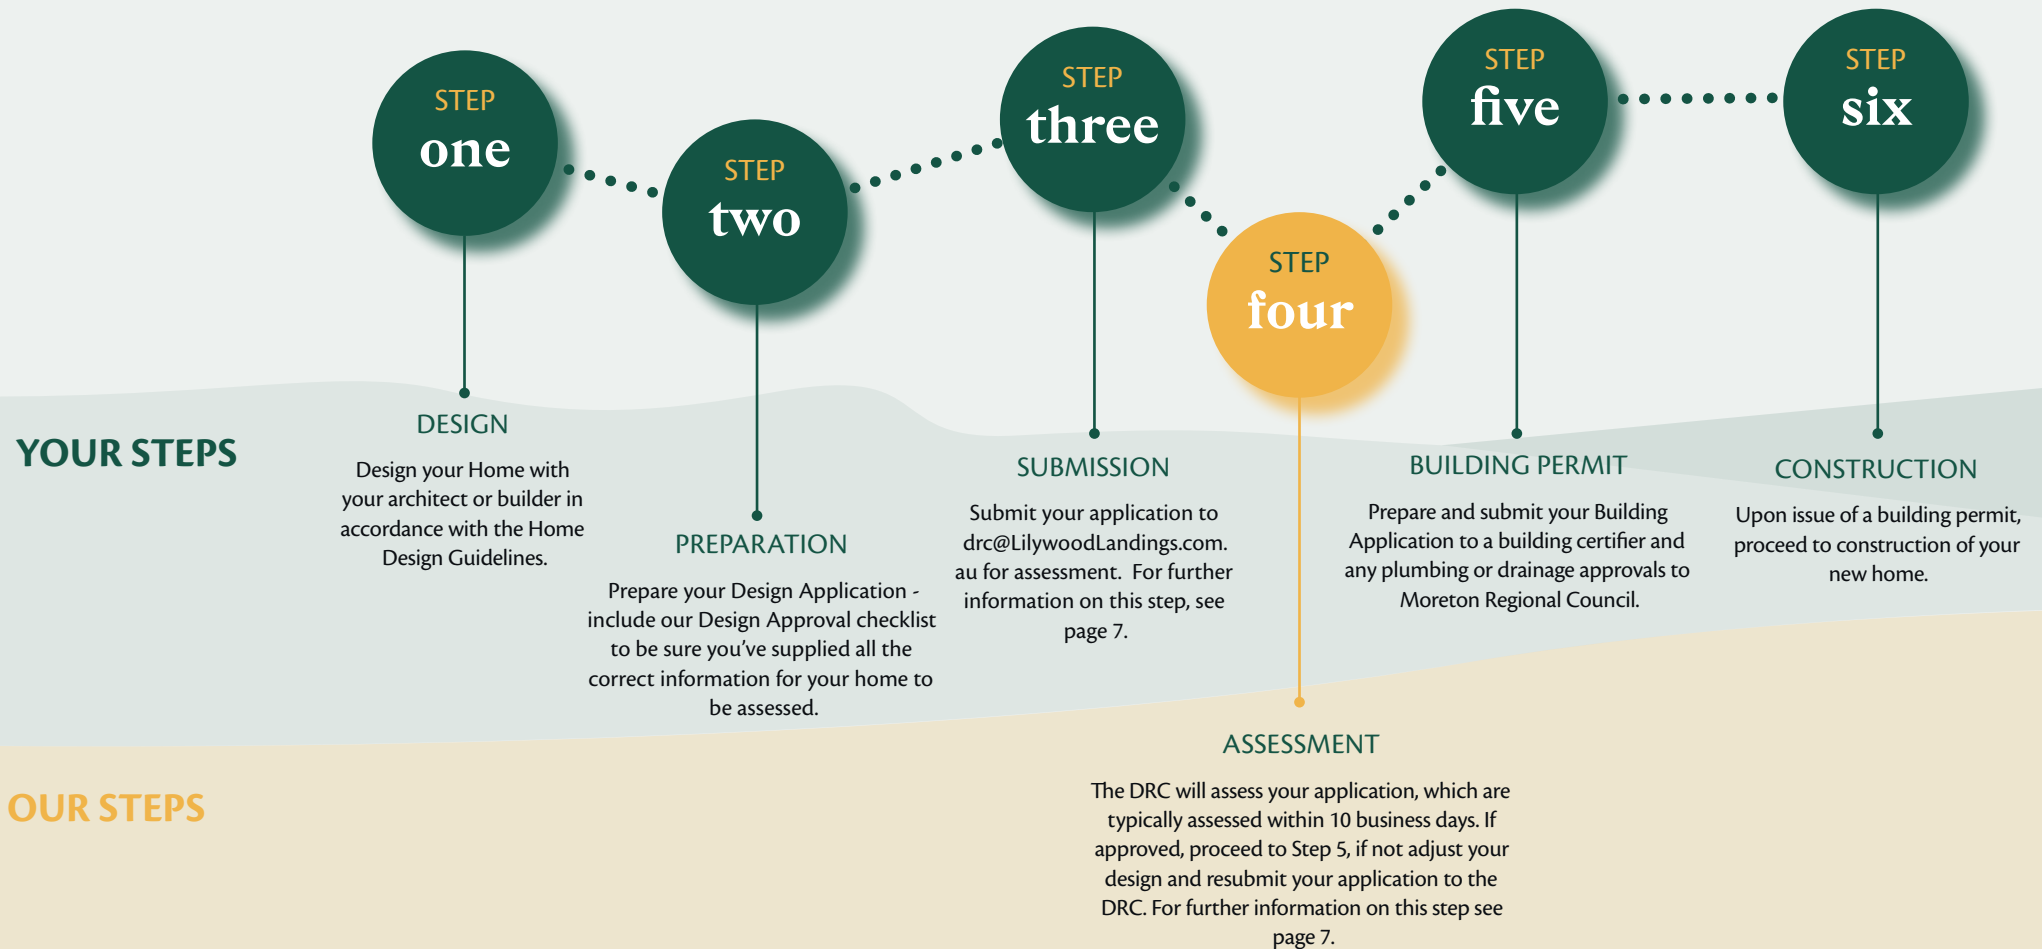 STEP
one
STEP
two
STEP
three
STEP
four
STEP
five
STEP
six
YOUR STEPS
DESIGN
Design your Home with
your architect or builder in
accordance with the Home
Design Guidelines.
PREPARATION
Prepare your Design Application -
include our Design Approval checklist
to be sure you've supplied all the
correct information for your home to
be assessed.
SUBMISSION
Submit your application to
drc@LilywoodLandings.com.
au for assessment.  For further
information on this step, see
page 7.
BUILDING PERMIT
Prepare and submit your Building
Application to a building certifier and
any plumbing or drainage approvals to
Moreton Regional Council.
CONSTRUCTION
Upon issue of a building permit,
proceed to construction of your
new home.
OUR STEPS
ASSESSMENT
The DRC will assess your application, which are
typically assessed within 10 business days. If
approved, proceed to Step 5, if not adjust your
design and resubmit your application to the
DRC. For further information on this step see
page 7.